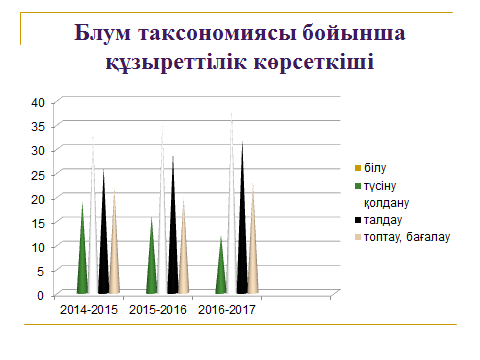 Блум таксономиясы бойынша
құзыреттілік көрсеткіші
40
35
30
25
20
15
10
5
0
2014-2015 2015-2016 2016-2017
білу
түсіну
қолдану
талдау
топтау, бағалау